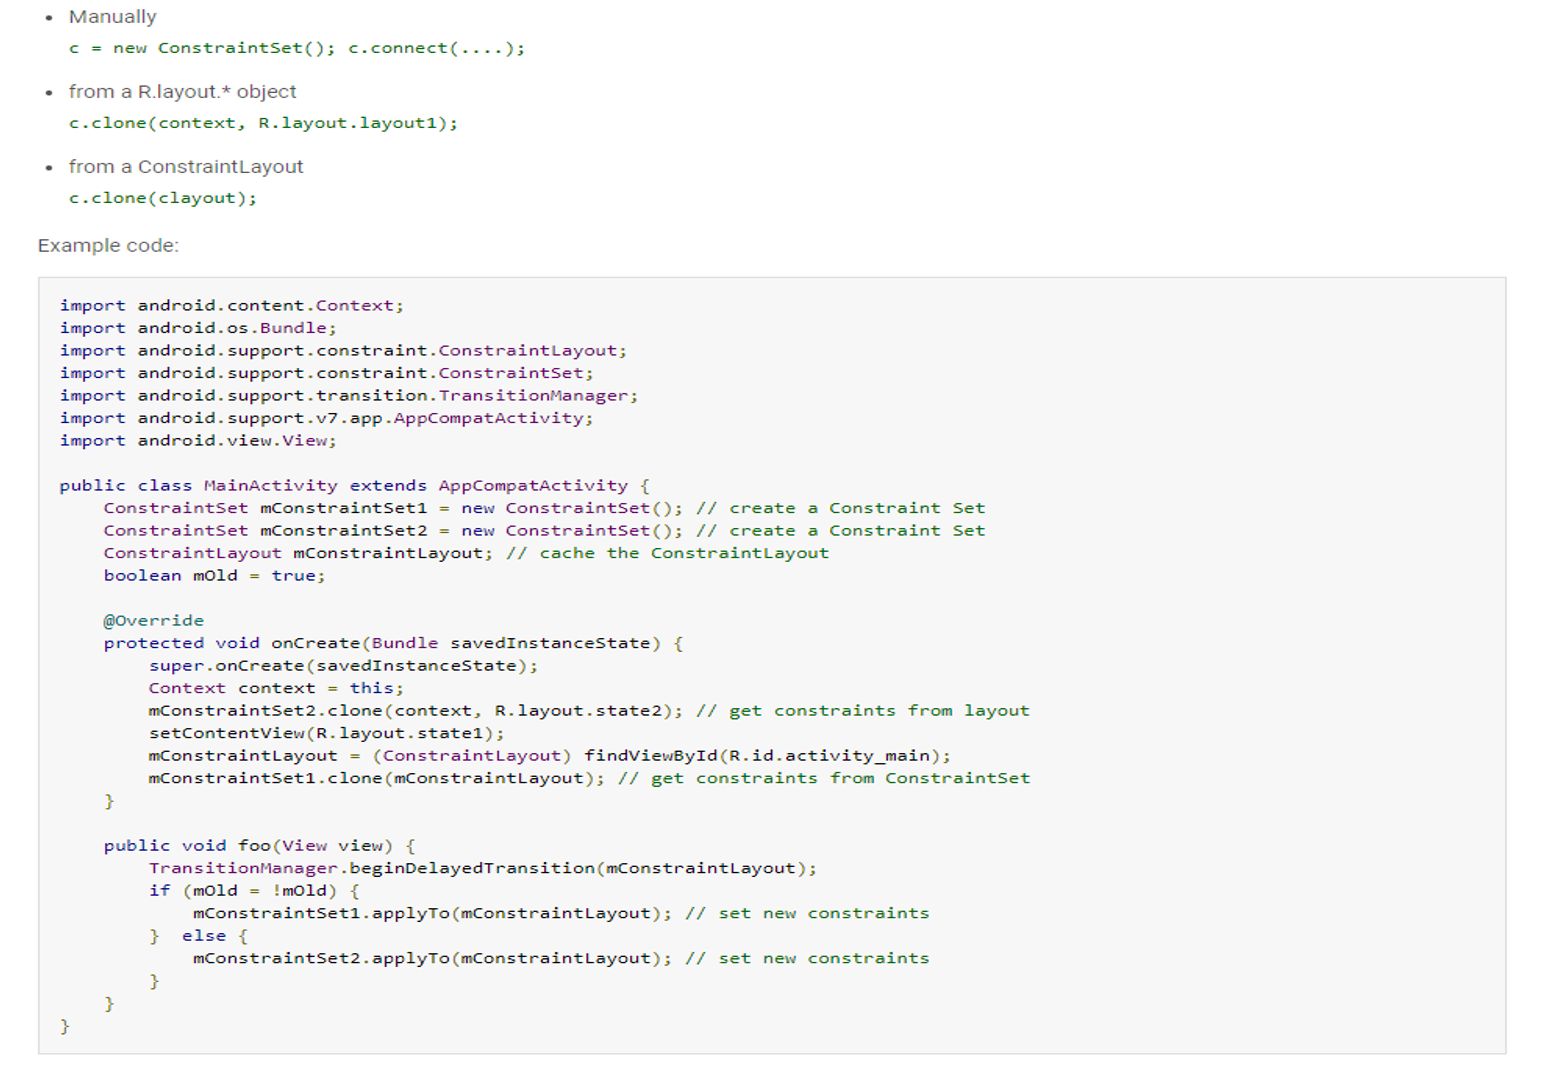 • Manually
c = new ConstraintSet(); c.connect(....);
• from a R.layout.* object
c.clone(context, R.layout.layout1);
• from a ConstraintLayout
c.clone(clayout);
Example code:
import android.content.Context;
import android.os.Bundle;
import android.support.constraint.ConstraintLayout;
import android.support.constraint.ConstraintSet;
import android.support.transition.TransitionManager;
import android.support.v7.app.AppCompatActivity;
import android.view.View;

public class MainActivity extends AppCompatActivity {
    ConstraintSet mConstraintSet1 = new ConstraintSet(); // create a Constraint Set
    ConstraintSet mConstraintSet2 = new ConstraintSet(); // create a Constraint Set
    ConstraintLayout mConstraintLayout; // cache the ConstraintLayout
    boolean mOld = true;

    @Override
    protected void onCreate(Bundle savedInstanceState) {
        super.onCreate(savedInstanceState);
        Context context = this;
        mConstraintSet2.clone(context, R.layout.state2); // get constraints from layout
        setContentView(R.layout.state1);
        mConstraintLayout = (ConstraintLayout) findViewById(R.id.activity_main);
        mConstraintSet1.clone(mConstraintLayout); // get constraints from ConstraintSet
    }

    public void foo(View view) {
        TransitionManager.beginDelayedTransition(mConstraintLayout);
        if (mOld = !mOld) {
            mConstraintSet1.applyTo(mConstraintLayout); // set new constraints
        }  else {
            mConstraintSet2.applyTo(mConstraintLayout); // set new constraints
        }
    }
}